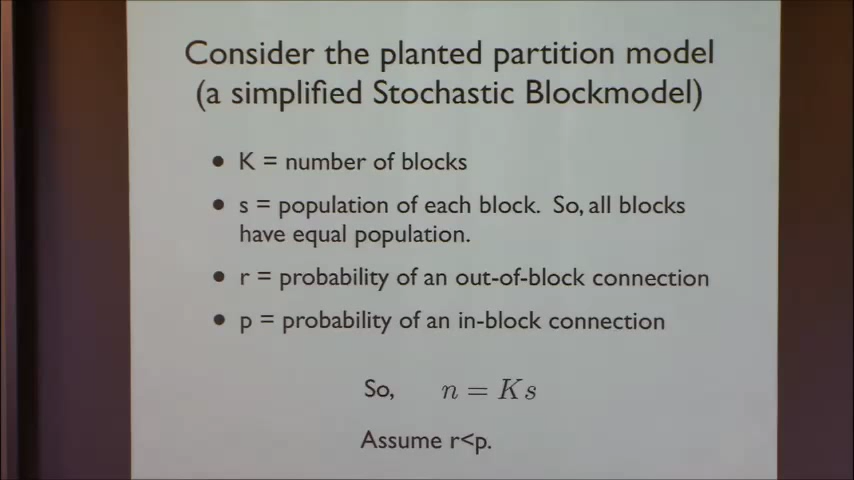 Consider the planted partition model
(a simplified Stochastic Blockmodel)
• K = number of blocks
• s = population of each block. So, all blocks
have equal population.
• r = probability of an out-of-block connection
• p = probability of an in-block connection
So, n = Ks
Assume r<p.